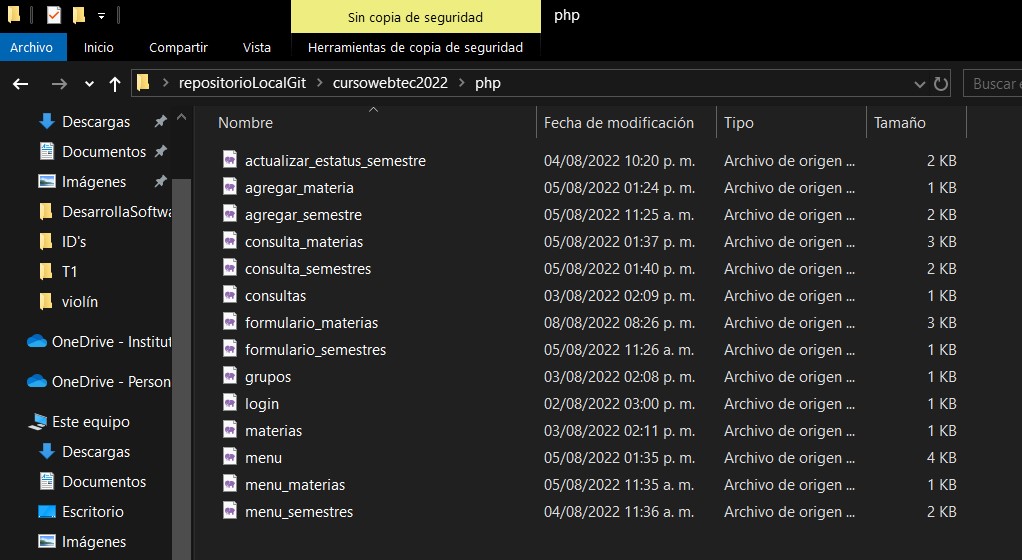 Sin copia de seguridad
php
Archivo Inicio Compartir Vista Herramientas de copia de seguridad
repositorioLocalGit > cursowebtec2022 > php
Buscar e
Descargas
Documentos
Imágenes
DesarrollaSoftwa
ID's
T1
violín
OneDrive - Institut
OneDrive - Person
Este equipo
Descargas
Documentos
Escritorio
Imágenes
Nombre Fecha de modificación Tipo Tamaño
actualizar_estatus_semestre 04/08/2022 10:20 p. m. Archivo de origen ... 2 KB
agregar_materia 05/08/2022 01:24 p. m. Archivo de origen ... 1 KB
agregar_semestre 05/08/2022 11:25 a. m. Archivo de origen ... 2 KB
consulta_materias 05/08/2022 01:37 p. m. Archivo de origen ... 3 KB
consulta_semestres 05/08/2022 01:40 p. m. Archivo de origen ... 2 KB
consultas 03/08/2022 02:09 p. m. Archivo de origen ... 1 KB
formulario_materias 08/08/2022 08:26 p. m. Archivo de origen ... 3 KB
formulario_semestres 05/08/2022 11:26 a. m. Archivo de origen ... 1 KB
grupos 03/08/2022 02:08 p. m. Archivo de origen ... 1 KB
login 02/08/2022 03:00 p. m. Archivo de origen ... 1 KB
materias 03/08/2022 02:11 p. m. Archivo de origen ... 1 KB
menu 05/08/2022 01:35 p. m. Archivo de origen ... 4 KB
menu_materias 05/08/2022 11:35 a. m. Archivo de origen ... 1 KB
menu_semestres 04/08/2022 11:36 a. m. Archivo de origen ... 2 KB